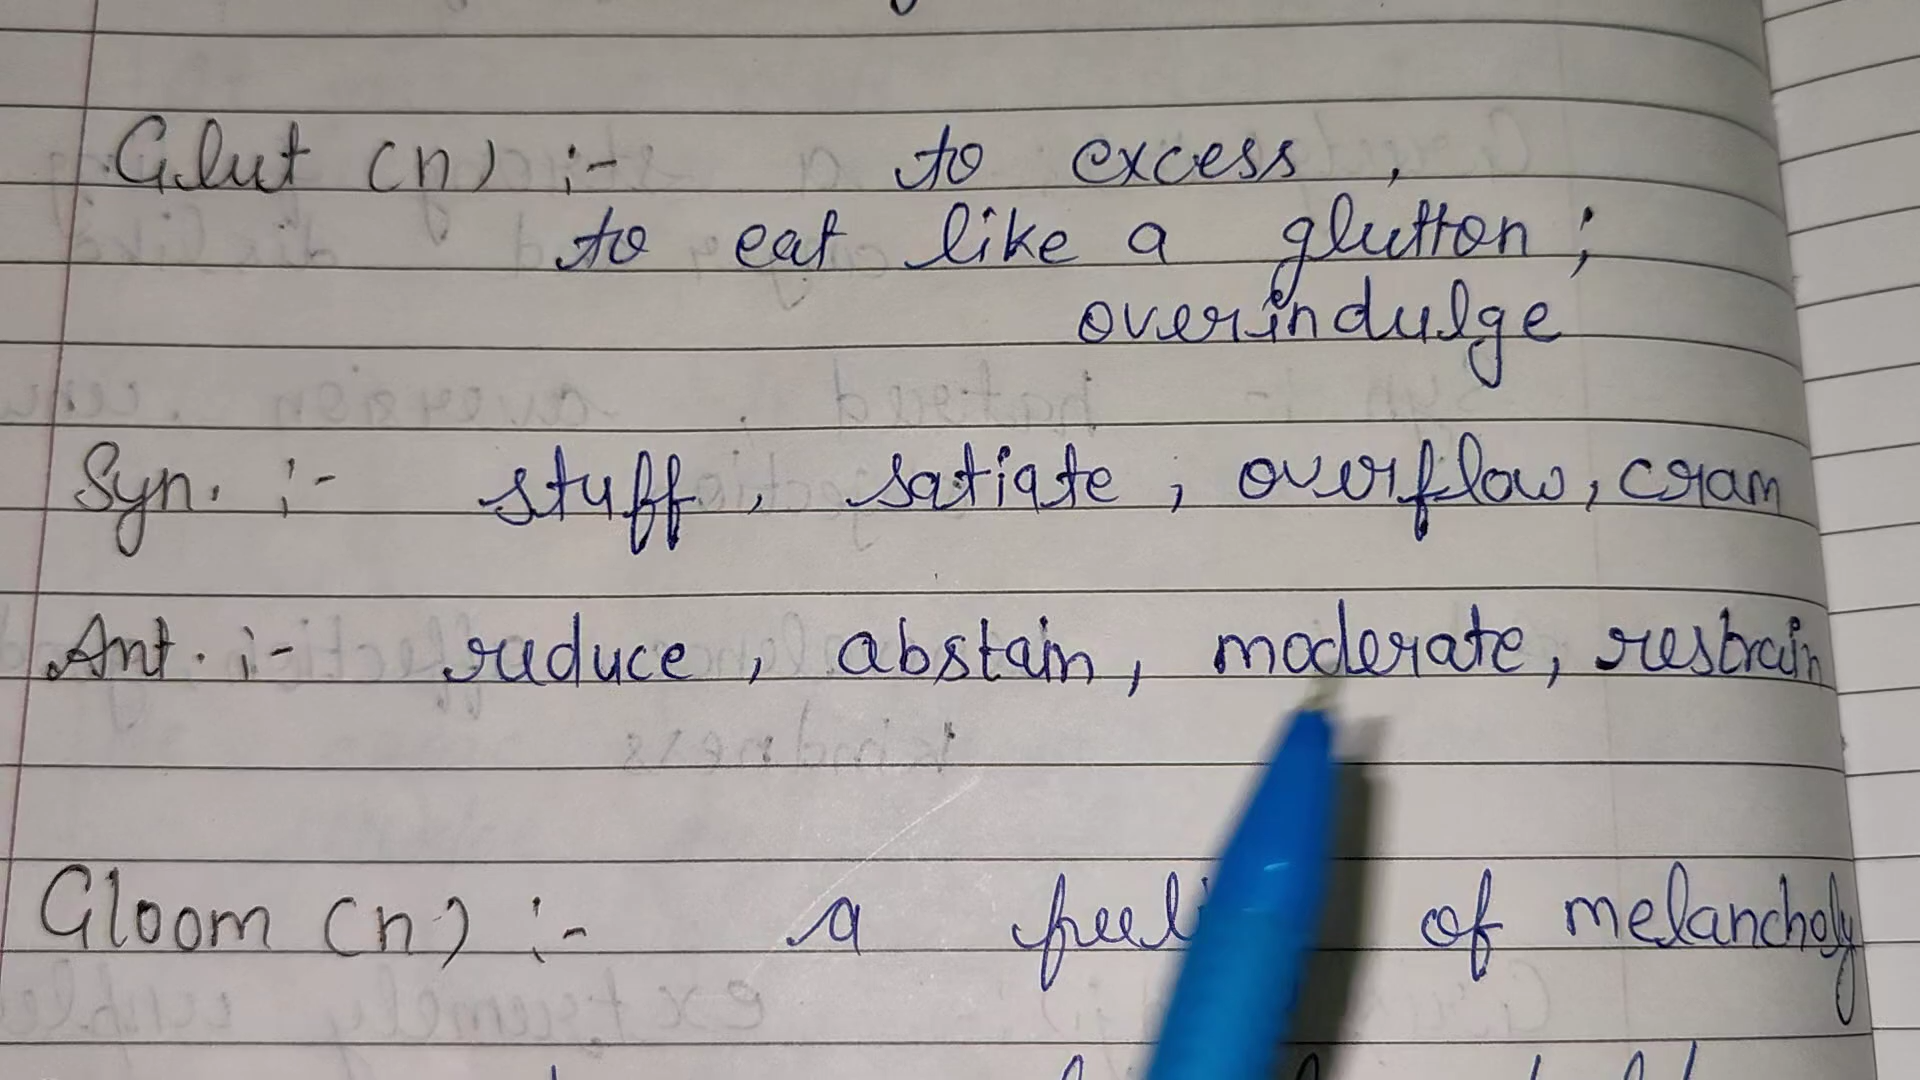 Glut (n) :- to excess,
to eat like a glutton;
overindulge
Syn. :- stuff, satiate, overflow, cram
Ant. :- reduce, abstain, moderate, restrain
Gloom (n) :- a of melancholy